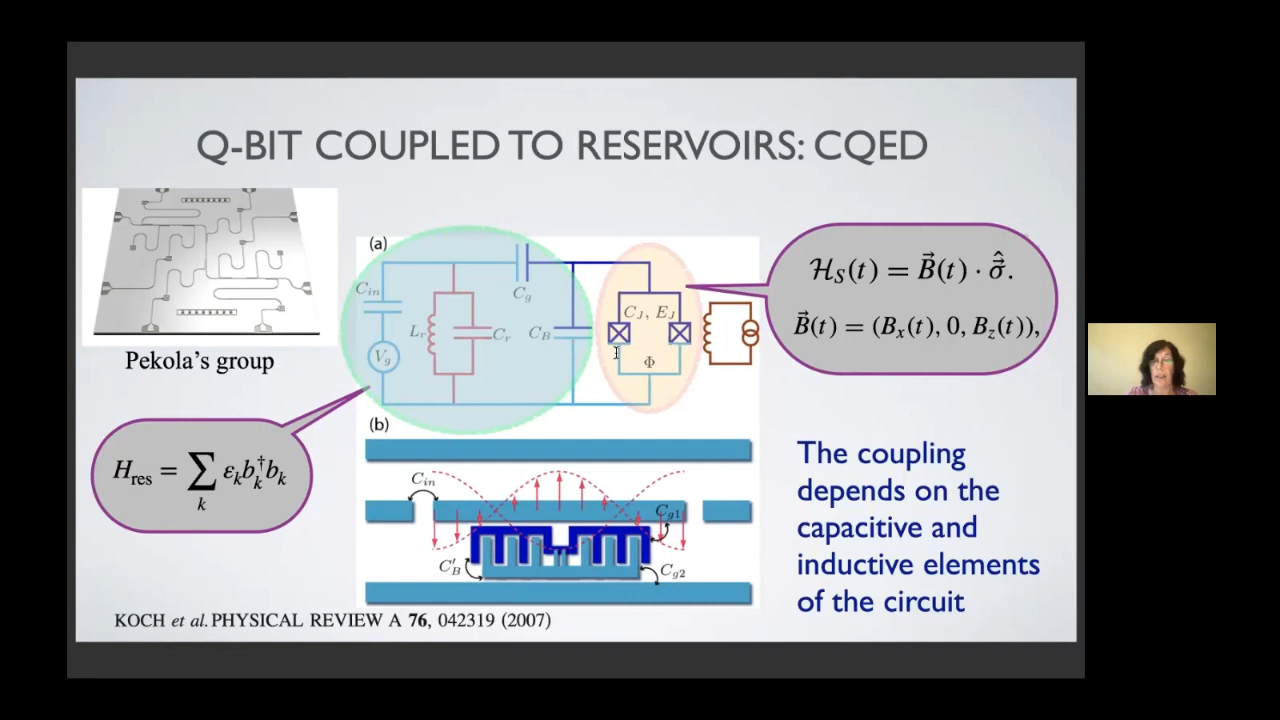 Q-BIT COUPLED TO RESERVOIRS: CQED
Pekola's group
(a)
C_in
V_g
L_r
C_r
C_g
C_B
C_J, E_J
Φ
ℋ_S(t) = B⃗(t) · σ̂⃗.
B⃗(t) = (B_x(t), 0, B_z(t)),
H_res = ∑_k ε_k b_k^† b_k
(b)
C_in
C_g1
C'_B
C_g2
The coupling
depends on the
capacitive and
inductive elements
of the circuit
KOCH et al. PHYSICAL REVIEW A 76, 042319 (2007)